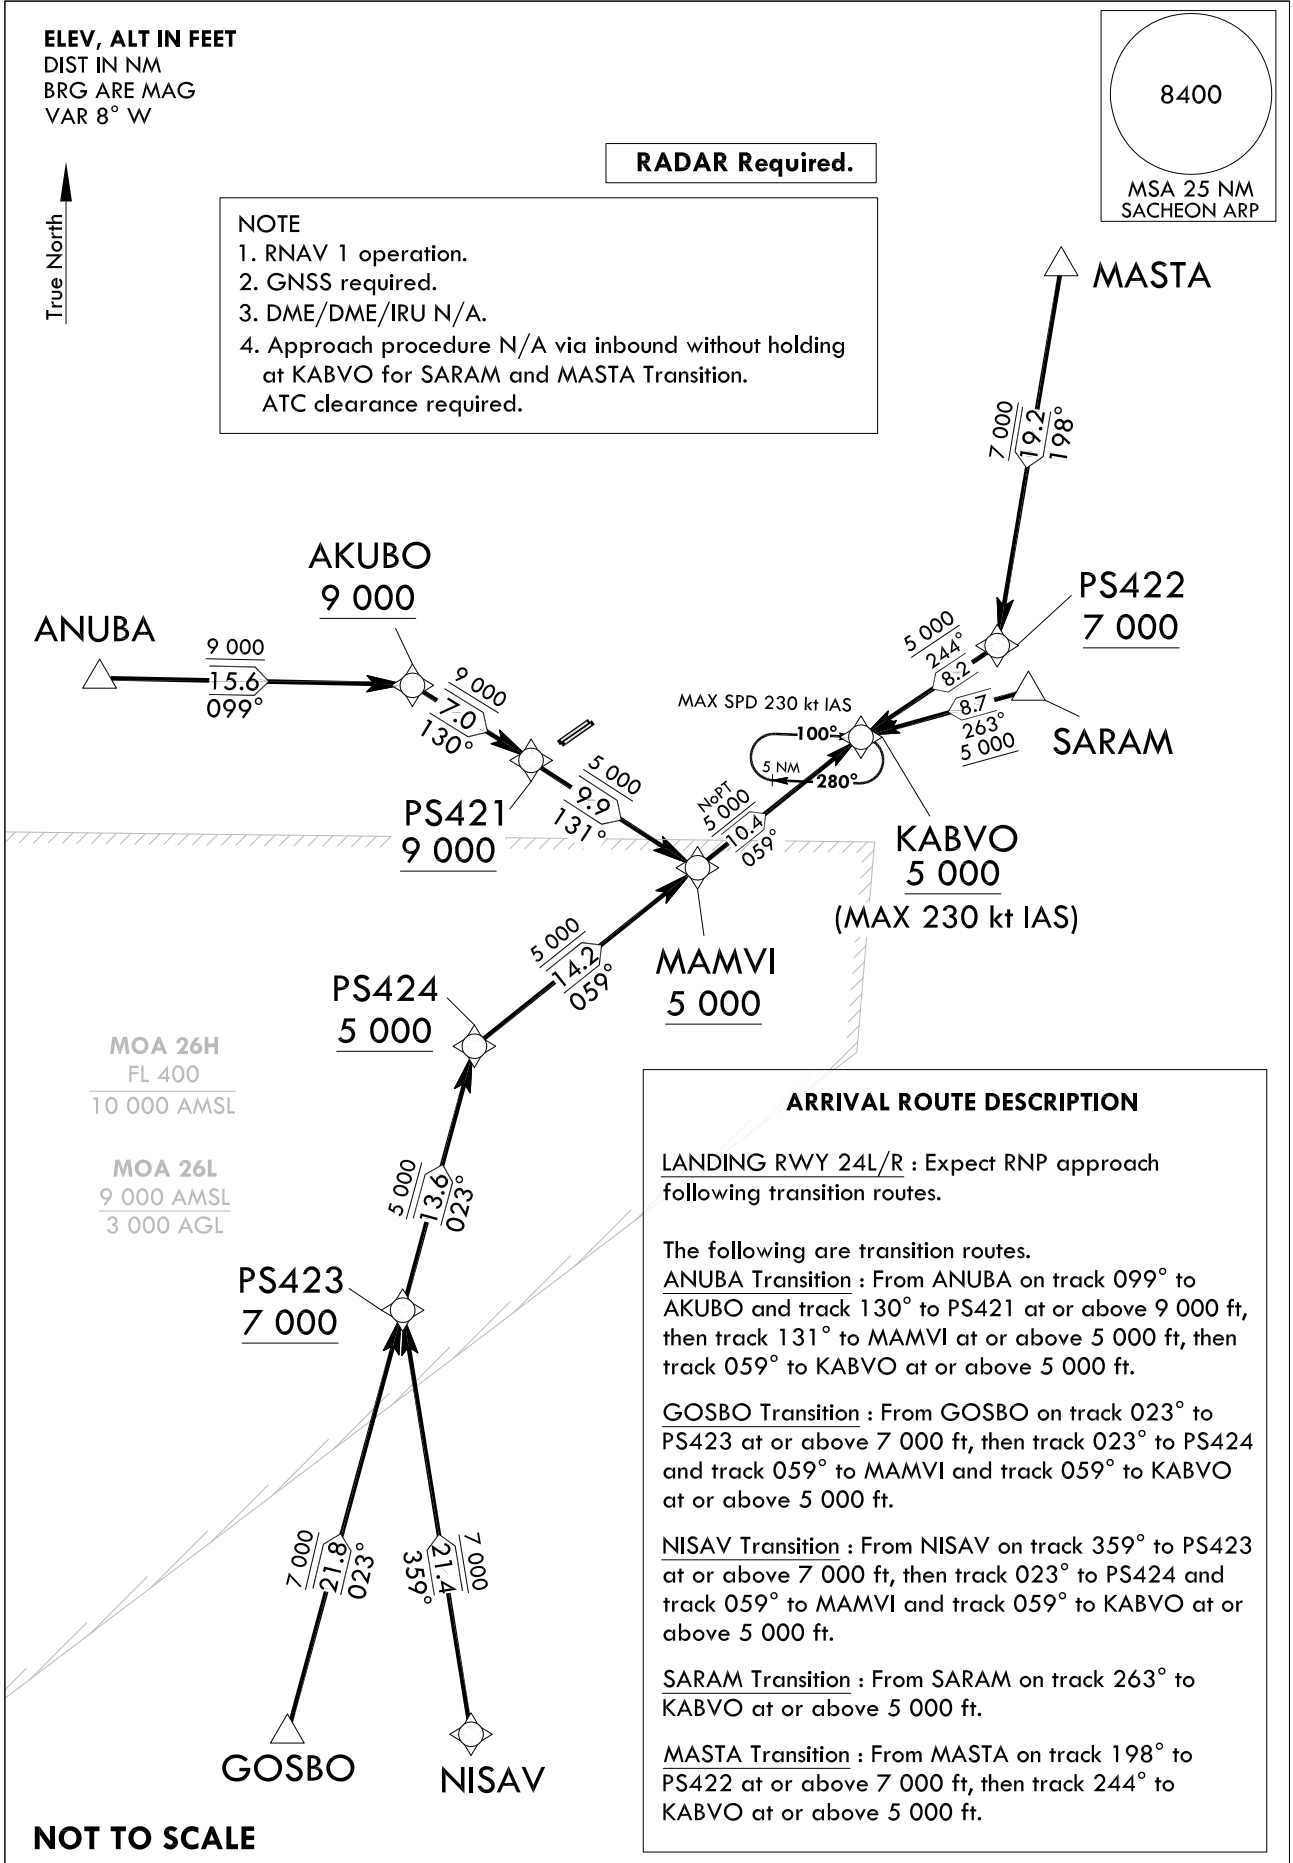 ELEV, ALT IN FEET
DIST IN NM
BRG ARE MAG
VAR 8° W
True North
8400
MSA 25 NM
SACHEON ARP
RADAR Required.
NOTE
1. RNAV 1 operation.
2. GNSS required.
3. DME/DME/IRU N/A.
4. Approach procedure N/A via inbound without holding
at KABVO for SARAM and MASTA Transition.
ATC clearance required.
MASTA
7 000
19.2
198°
AKUBO
9 000
ANUBA
9 000
15.6
099°
9 000
7.0
130°
PS421
9 000
5 000
9.9
131°
PS422
7 000
5 000
244°
8.2
8.7
263°
5 000
SARAM
MAX SPD 230 kt IAS
100°
5 NM
280°
NoPT
5 000
10.4
059°
KABVO
5 000
(MAX 230 kt IAS)
MAMVI
5 000
5 000
14.2
059°
PS424
5 000
MOA 26H
FL 400
10 000 AMSL
MOA 26L
9 000 AMSL
3 000 AGL
5 000
13.6
023°
PS423
7 000
7 000
21.8
023°
7 000
21.4
359°
GOSBO
NISAV
ARRIVAL ROUTE DESCRIPTION
LANDING RWY 24L/R : Expect RNP approach
following transition routes.
The following are transition routes.
ANUBA Transition : From ANUBA on track 099° to
AKUBO and track 130° to PS421 at or above 9 000 ft,
then track 131° to MAMVI at or above 5 000 ft, then
track 059° to KABVO at or above 5 000 ft.
GOSBO Transition : From GOSBO on track 023° to
PS423 at or above 7 000 ft, then track 023° to PS424
and track 059° to MAMVI and track 059° to KABVO
at or above 5 000 ft.
NISAV Transition : From NISAV on track 359° to PS423
at or above 7 000 ft, then track 023° to PS424 and
track 059° to MAMVI and track 059° to KABVO at or
above 5 000 ft.
SARAM Transition : From SARAM on track 263° to
KABVO at or above 5 000 ft.
MASTA Transition : From MASTA on track 198° to
PS422 at or above 7 000 ft, then track 244° to
KABVO at or above 5 000 ft.
NOT TO SCALE